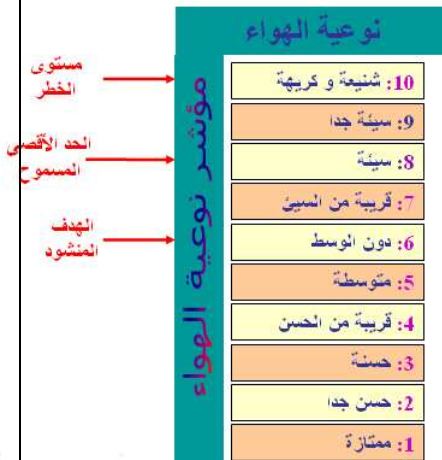 نوعية الهواء
مؤشر نوعية الهواء
10: شنيعة و كريهة
9: سيئة جدا
8: سيئة
7: قريبة من السيئ
6: دون الوسط
5: متوسطة
4: قريبة من الحسن
3: حسنة
2: حسن جدا
1: ممتازة
مستوى
الخطر
الحد الأقصى
المسموح
الهدف
المنشود